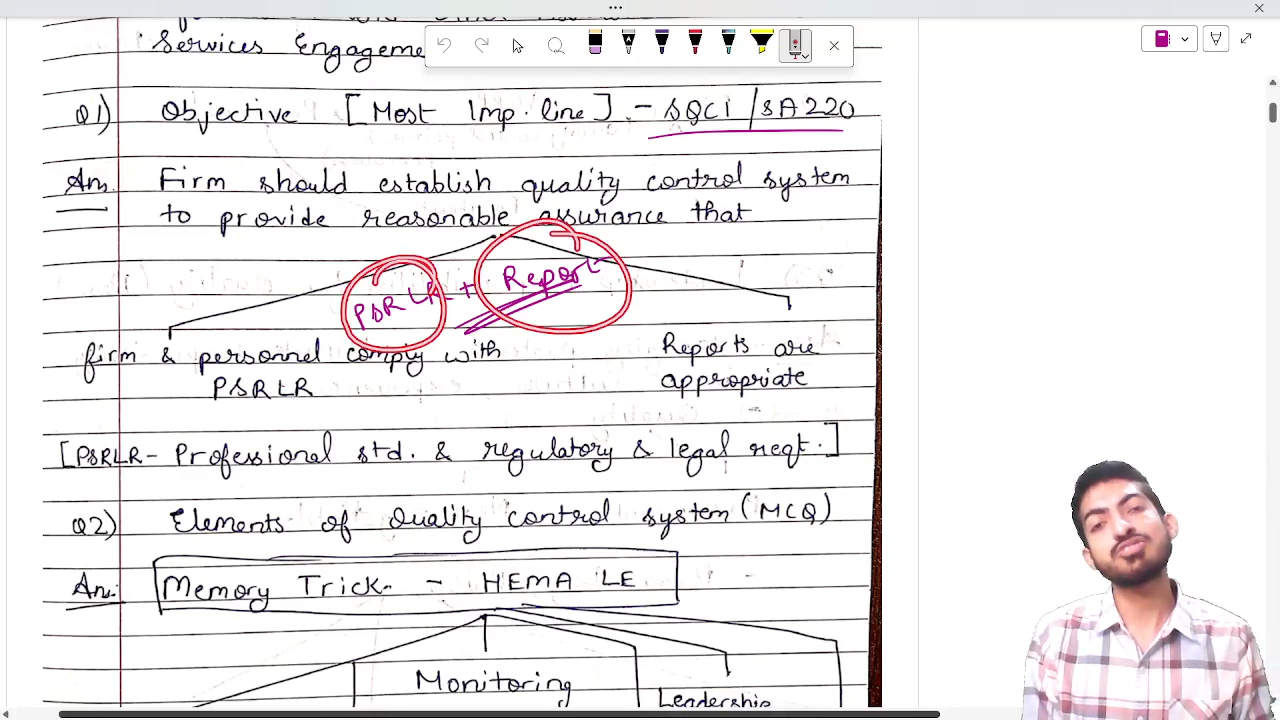 Services Engageme
Q1) Objective [Most Imp. line] - SQC1/SA220
Ans. Firm should establish quality control system
to provide reasonable assurance that
PSRLR + Report
firm & personnel comply with
PSRLR
Reports are
appropriate
[PSRLR- Professional std. & regulatory & legal reqt.]
Q2) Elements of Quality control system (MCQ)
Ans. Memory Trick - HEMA LE
Monitoring
Leadership